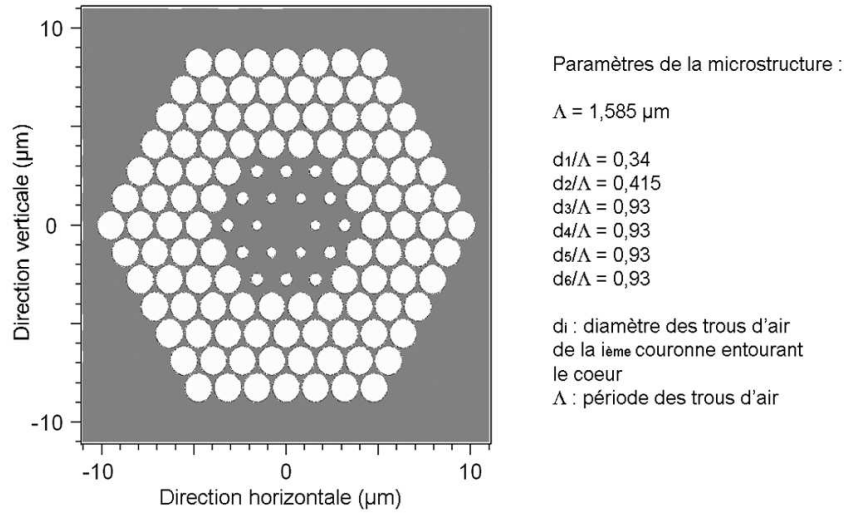 10
0
-10
Direction verticale (µm)
-10 0 10
Direction horizontale (µm)
Paramètres de la microstructure :
Λ = 1,585 µm
d1/Λ = 0,34
d2/Λ = 0,415
d3/Λ = 0,93
d4/Λ = 0,93
d5/Λ = 0,93
d6/Λ = 0,93
di : diamètre des trous d'air
de la ième couronne entourant
le coeur
Λ : période des trous d'air